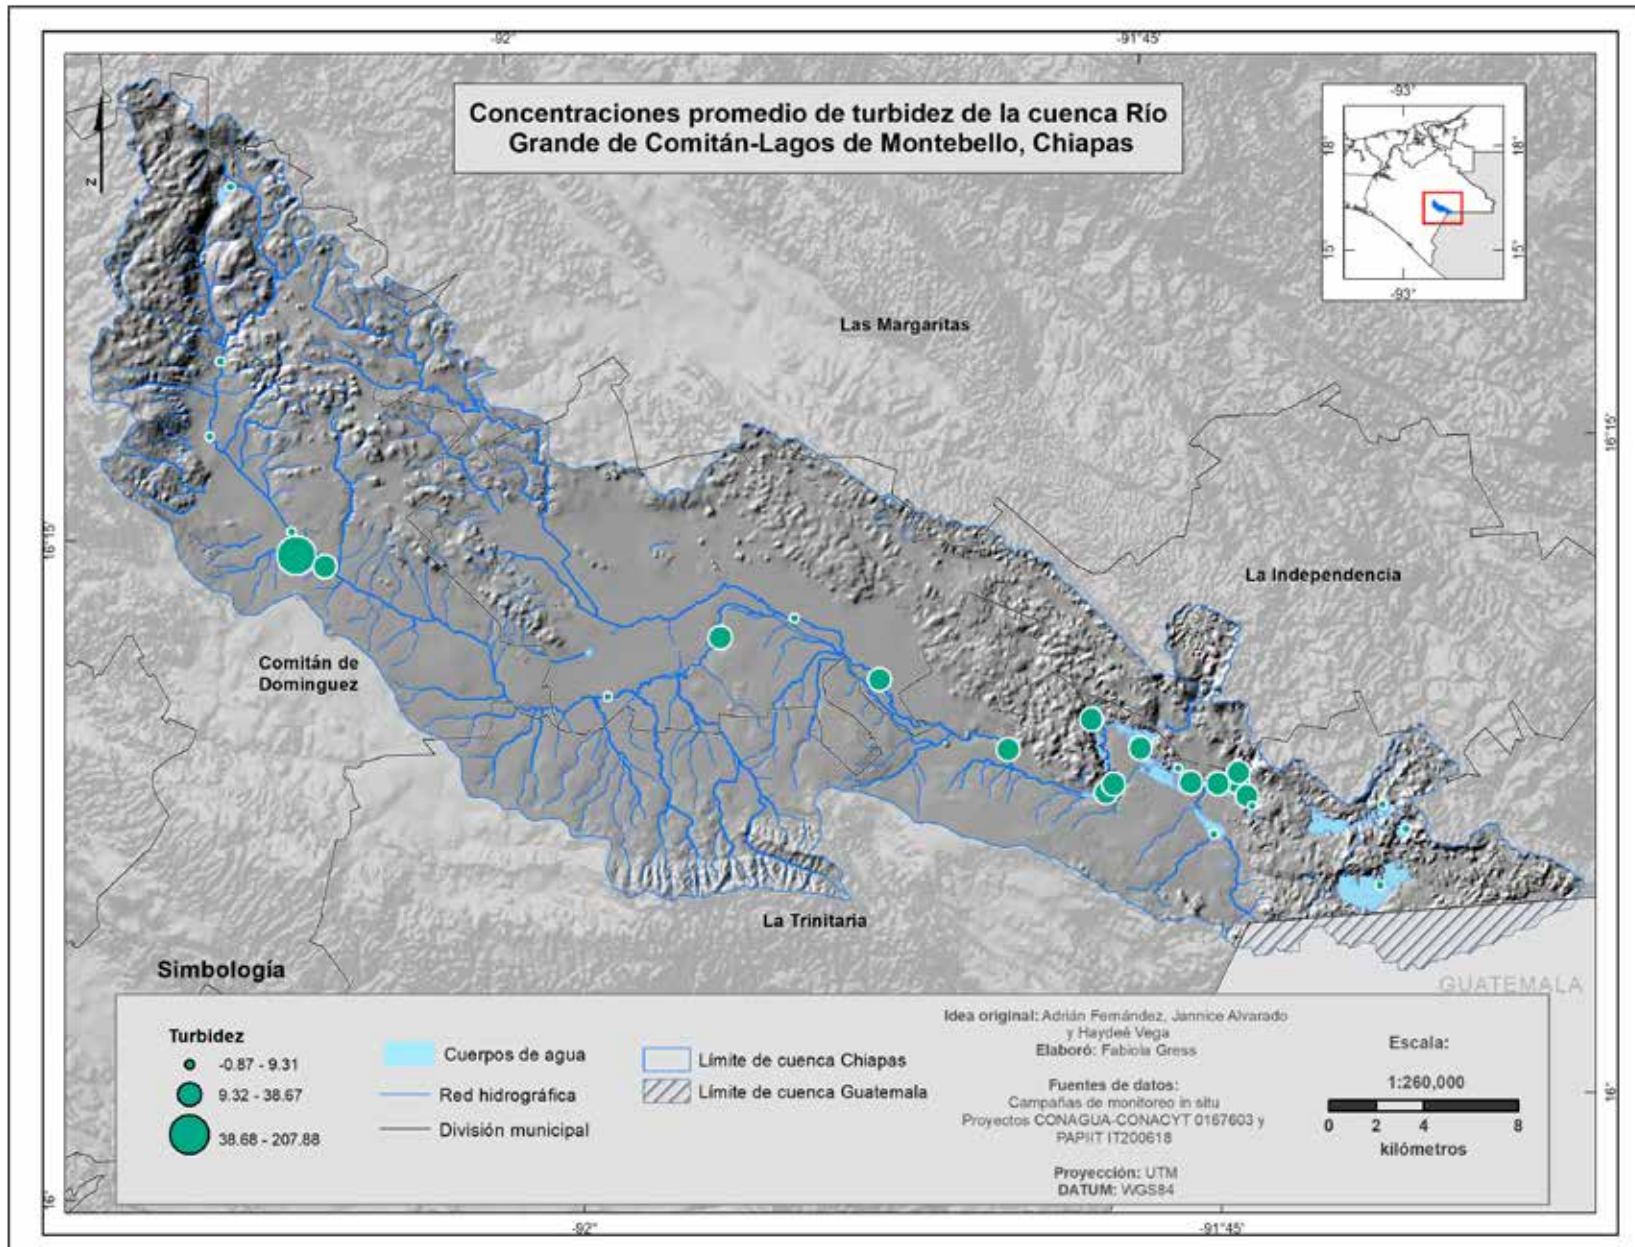 -92°
-91°45'
Concentraciones promedio de turbidez de la cuenca Río
Grande de Comitán-Lagos de Montebello, Chiapas
-93°
18°
18°
15°
15°
-93°
N
Las Margaritas
16°15'
16°15'
La Independencia
Comitán de
Dominguez
La Trinitaria
GUATEMALA
Simbología
Turbidez
-0.87 - 9.31
9.32 - 38.67
38.68 - 207.88
Cuerpos de agua
Red hidrográfica
División municipal
Límite de cuenca Chiapas
Límite de cuenca Guatemala
Idea original: Adrián Fernández, Jannice Alvarado
y Haydeé Vega
Elaboró: Fabiola Gress
Fuentes de datos:
Campañas de monitoreo in situ
Proyectos CONAGUA-CONACYT 0167603 y
PAPIIT IT200618
Proyección: UTM
DATUM: WGS84
Escala:
1:260,000
0 2 4 8
kilómetros
16°
16°
-92°
-91°45'